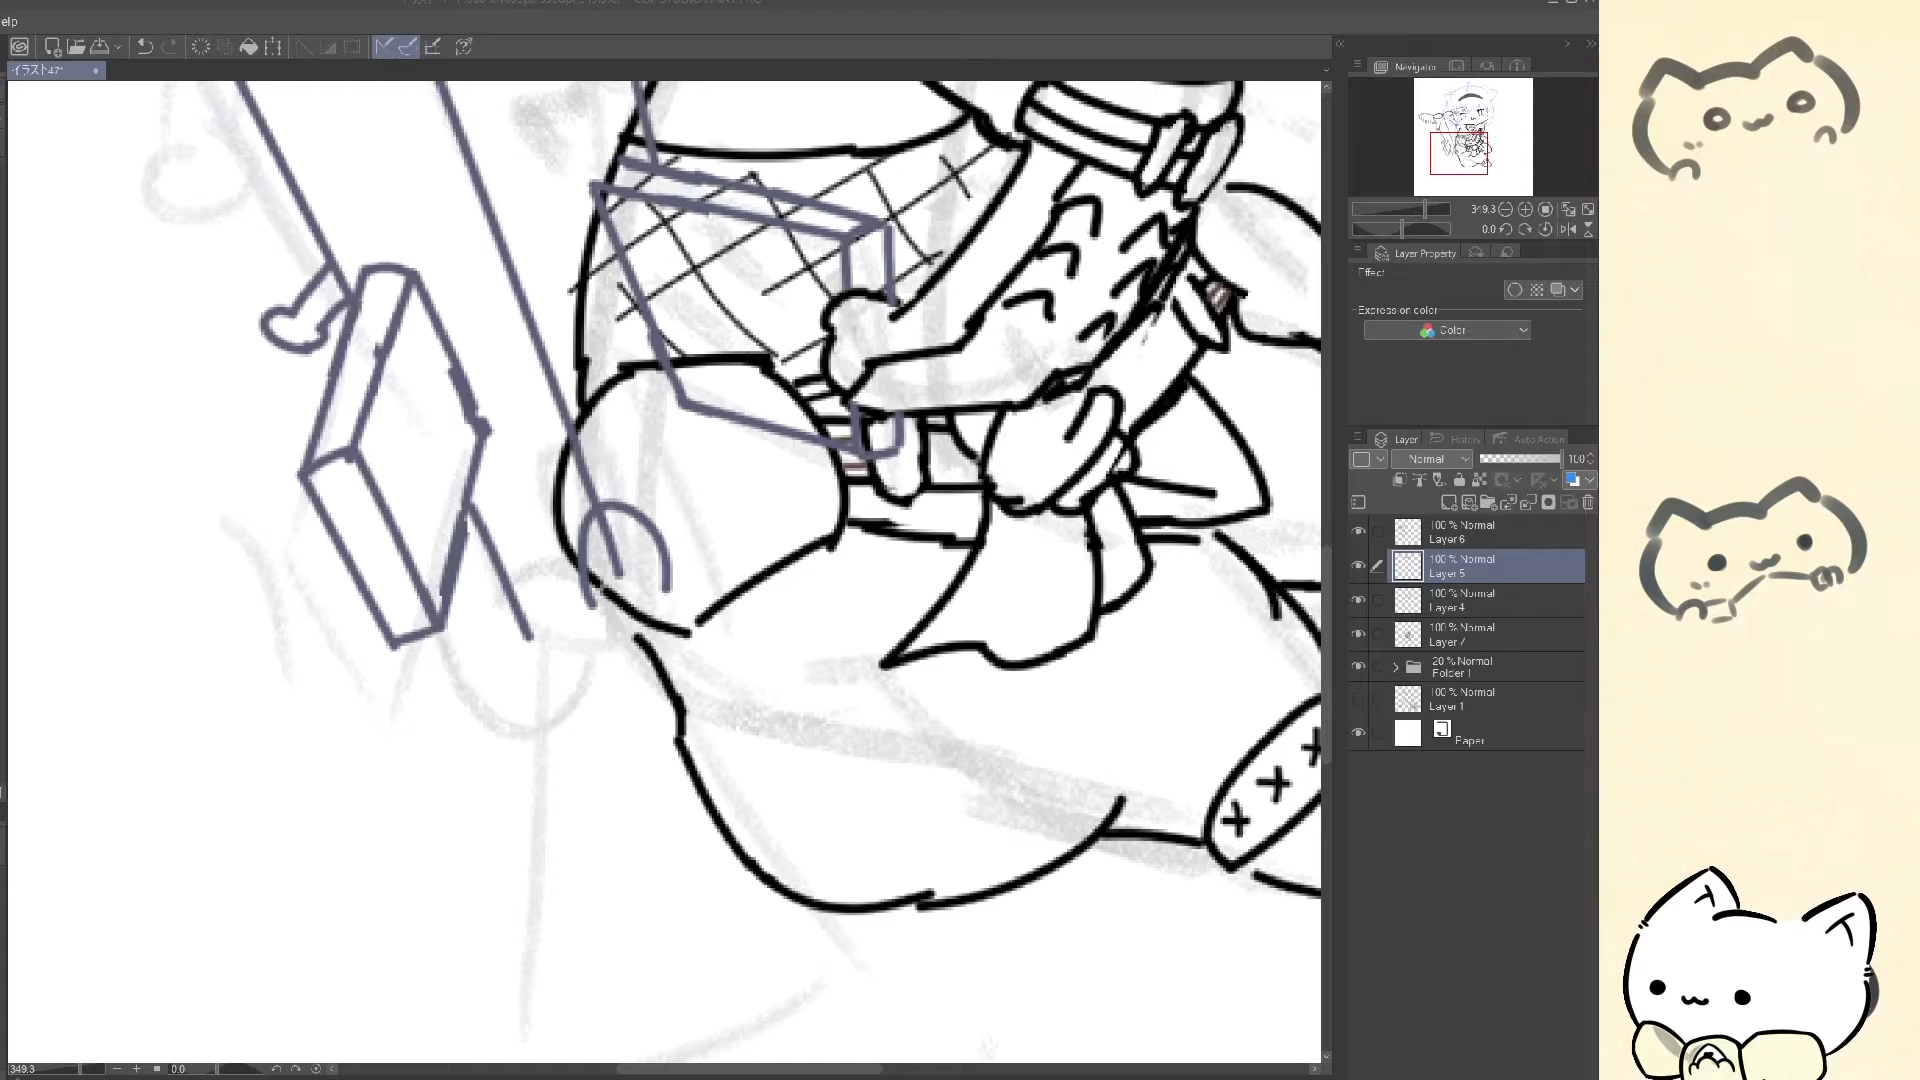 elp
イラスト47*
Navigator
349.3
0.0
Layer Property
Effect
Expression color
Color
Layer
History
Auto Action
Normal
100
100 % Normal
Layer 6
100 % Normal
Layer 5
100 % Normal
Layer 4
100 % Normal
Layer 7
20 % Normal
Folder 1
100 % Normal
Layer 1
Paper
349.3
0.0